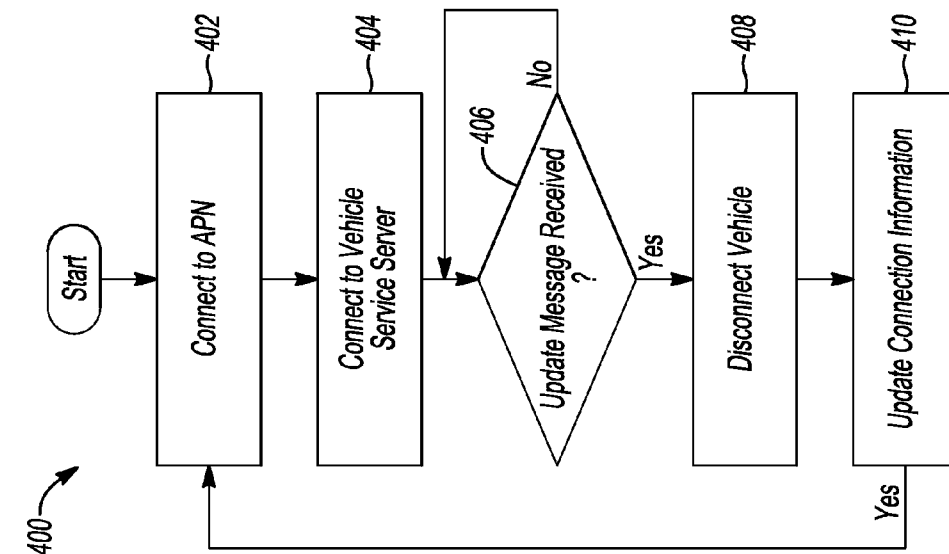 400
Start
Connect to APN
402
Connect to Vehicle
Service Server
404
406
Update Message Received
?
No
Yes
Disconnect Vehicle
408
Update Connection Information
410
Yes